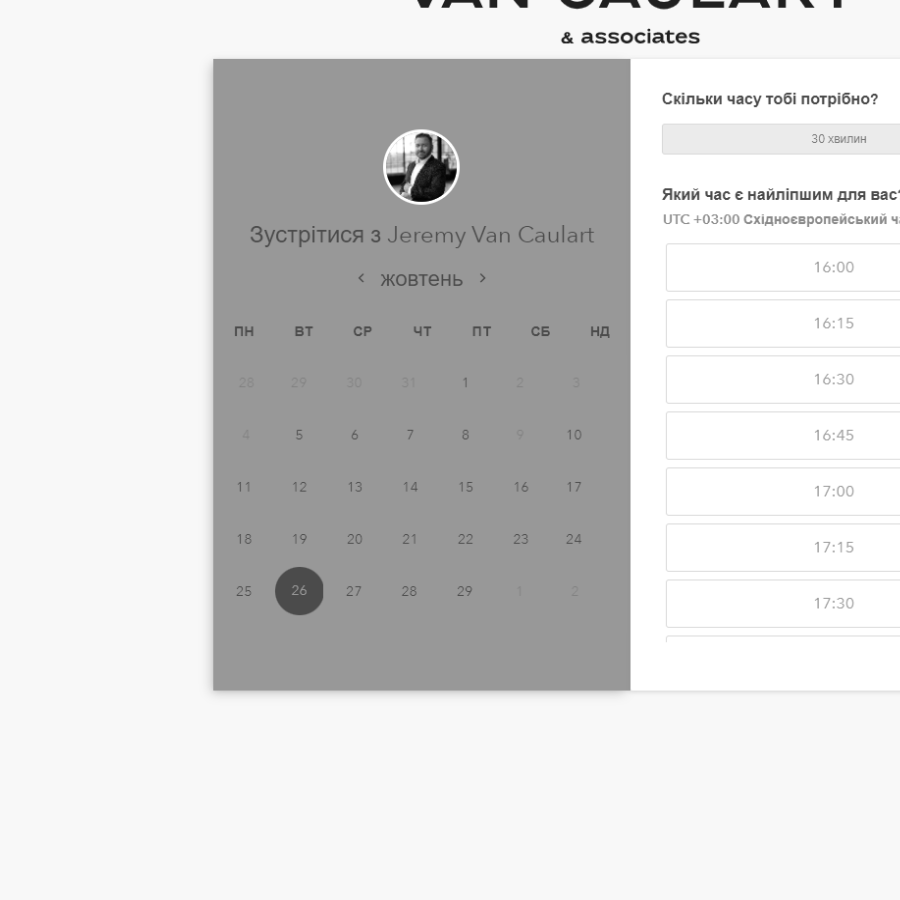 VAN CAULART
& associates
Зустрітися з Jeremy Van Caulart
‹ жовтень ›
ПН ВТ СР ЧТ ПТ СБ НД
28 29 30 31 1 2 3
4 5 6 7 8 9 10
11 12 13 14 15 16 17
18 19 20 21 22 23 24
25 26 27 28 29 1 2
Скільки часу тобі потрібно?
30 хвилин
Який час є найліпшим для вас?
UTC +03:00 Східноєвропейський
16:00
16:15
16:30
16:45
17:00
17:15
17:30